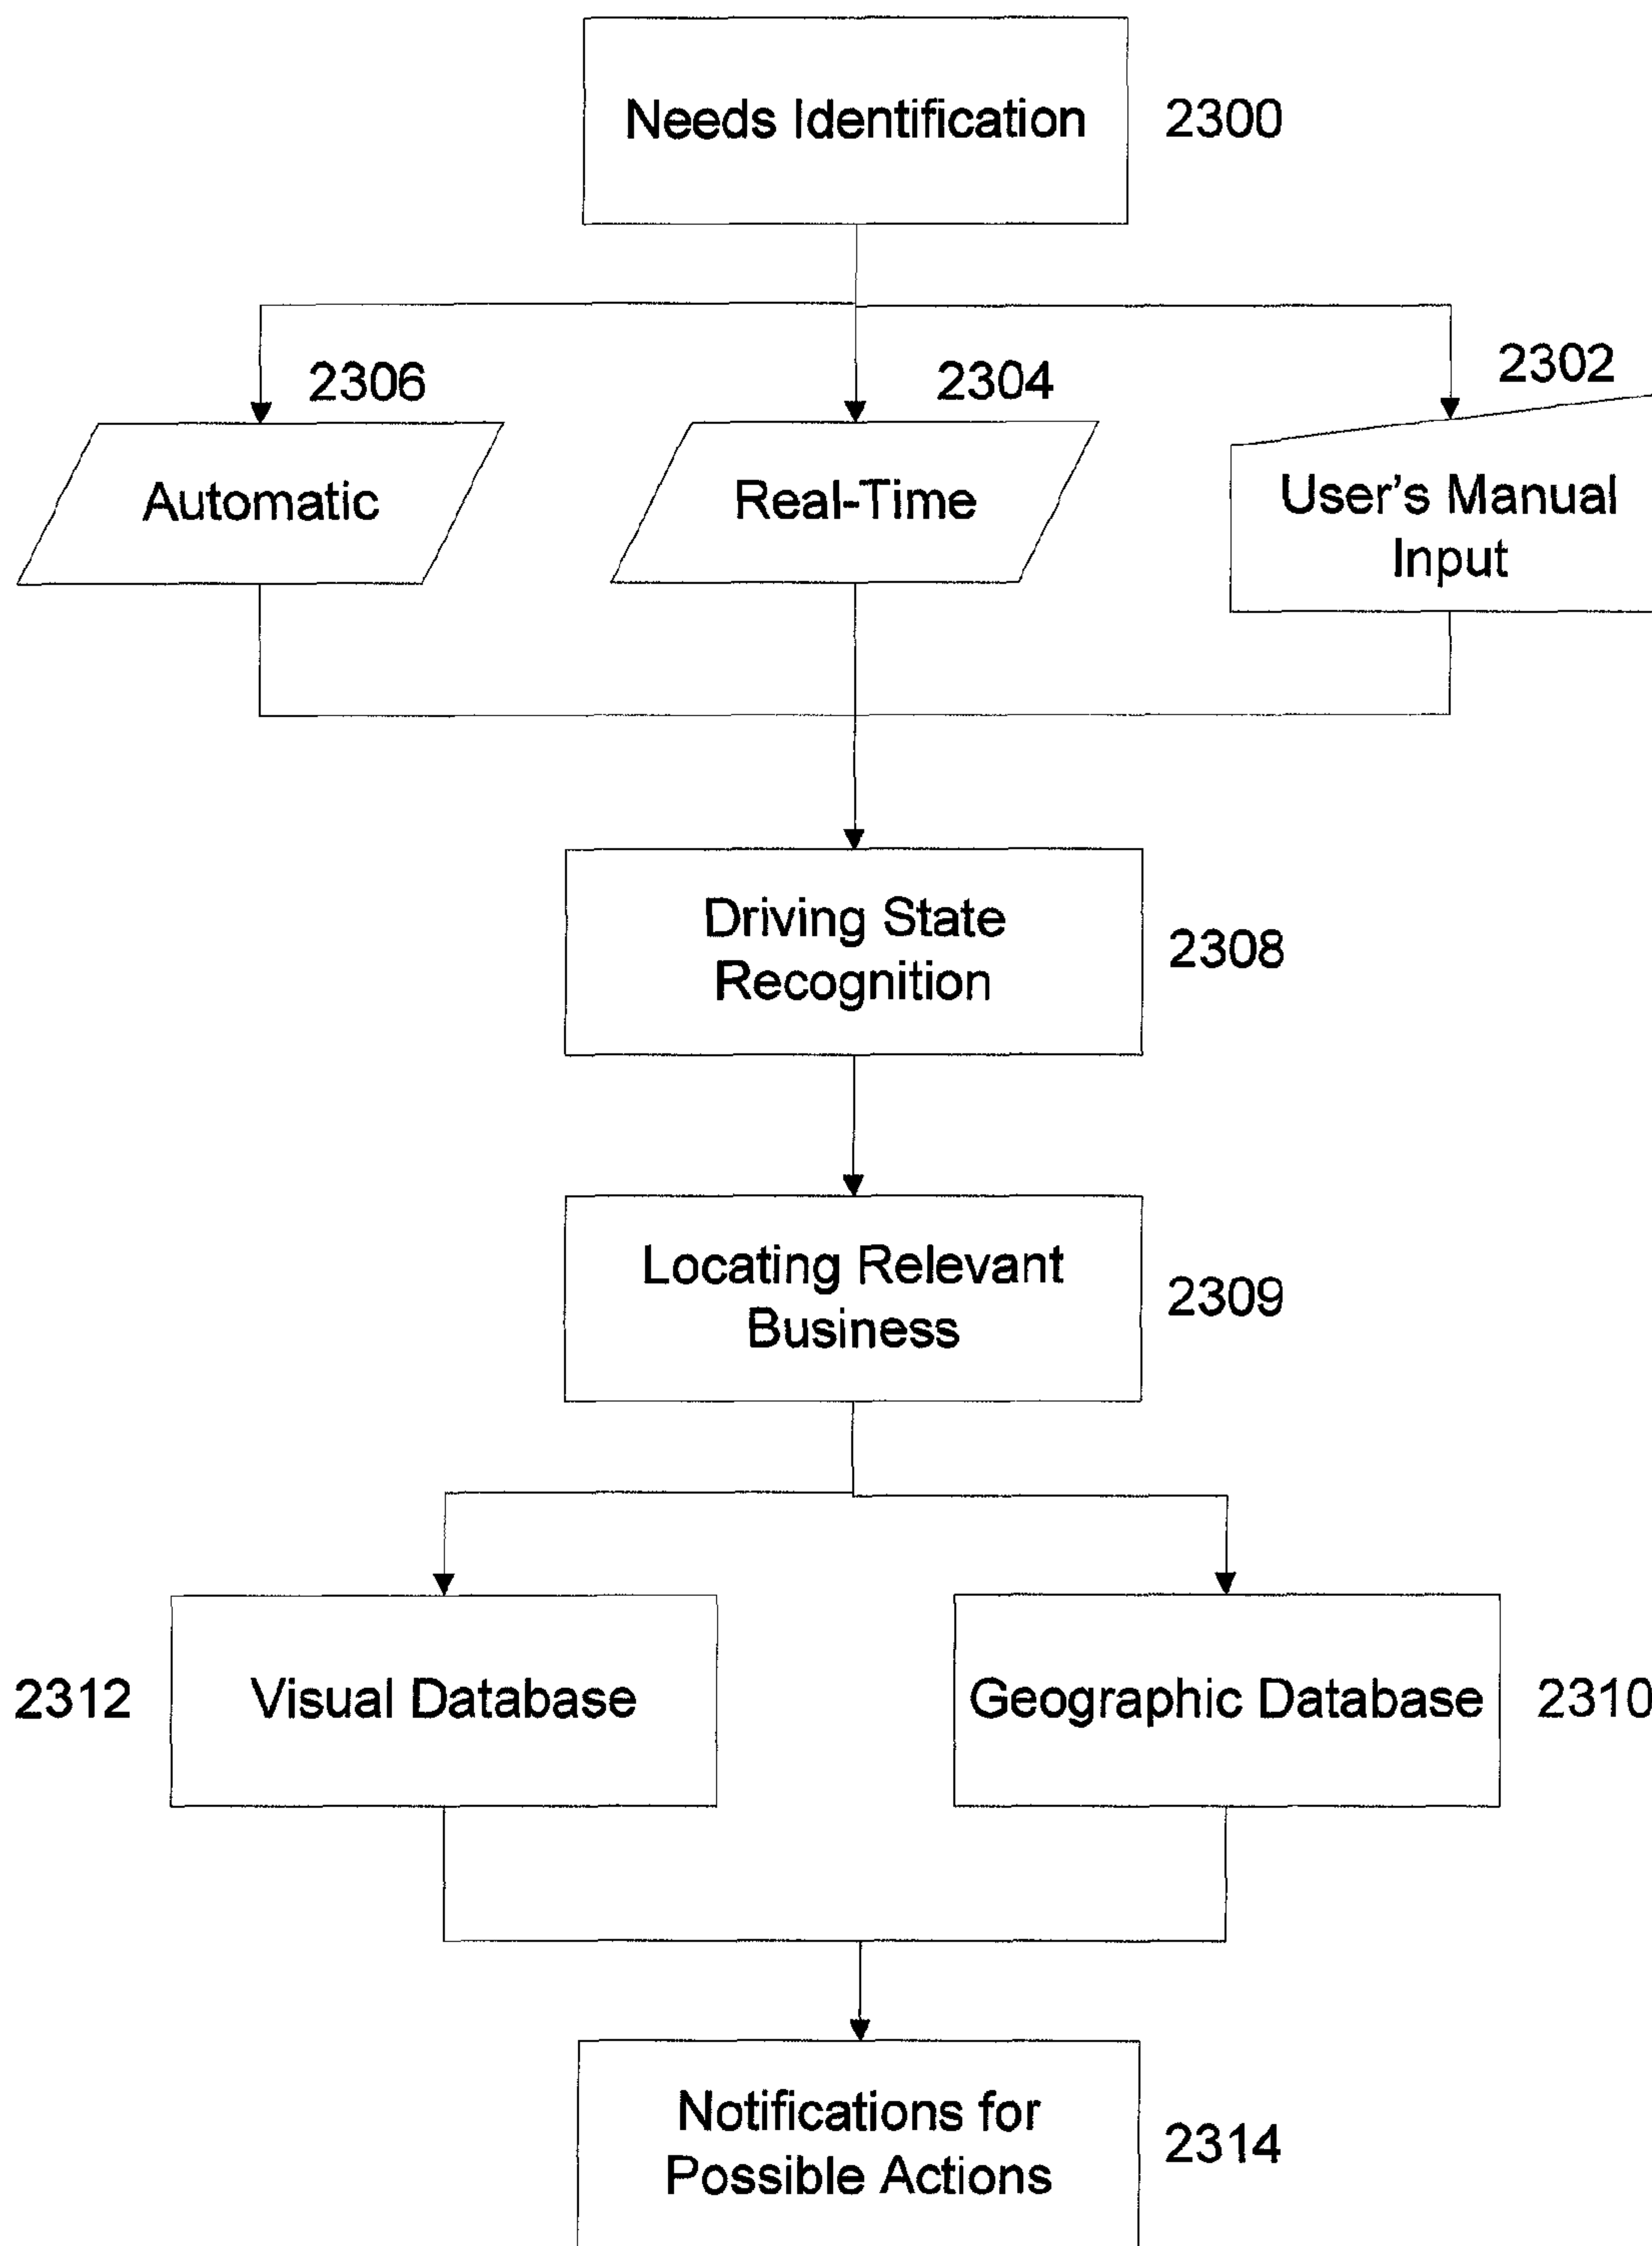 Needs Identification
2300
2306
2304
2302
Automatic
Real-Time
User's Manual
Input
Driving State
Recognition
2308
Locating Relevant
Business
2309
2312
Visual Database
Geographic Database
2310
Notifications for
Possible Actions
2314